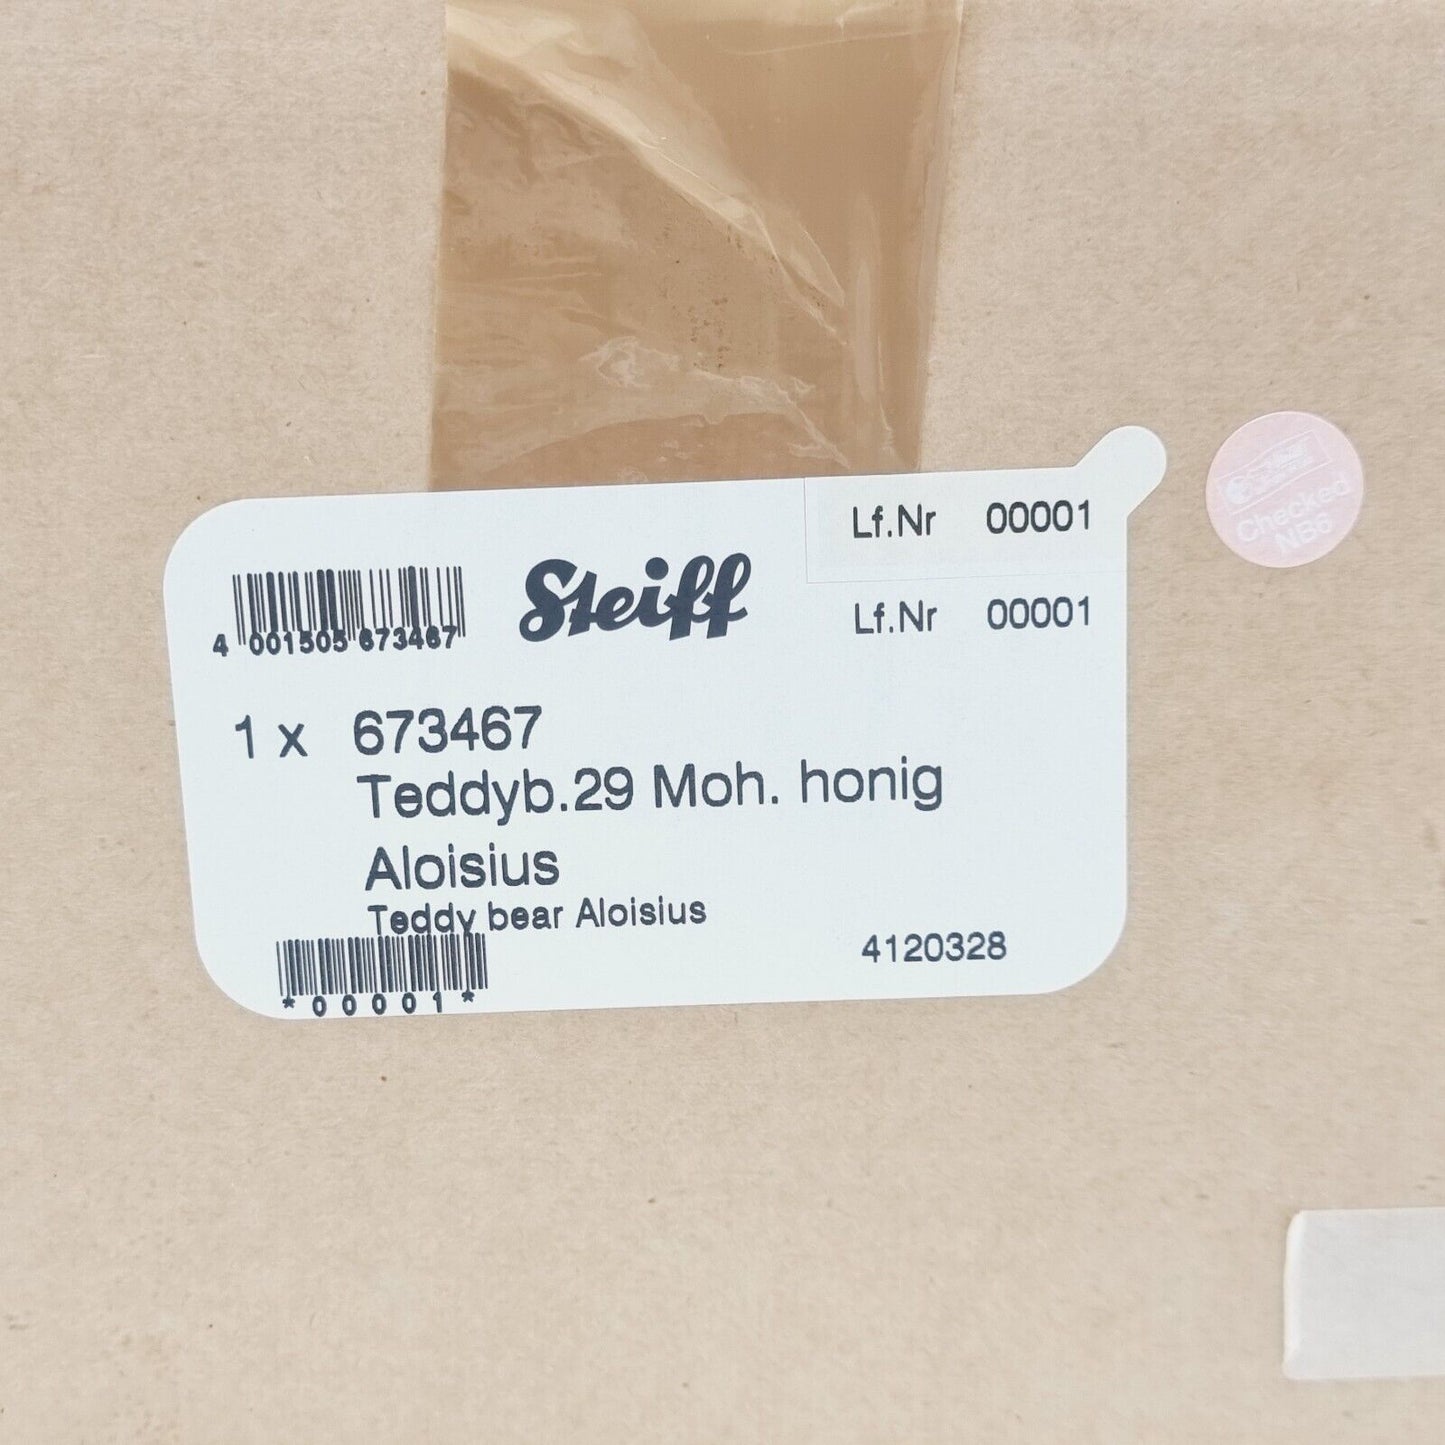 Lf.Nr 00001
Steiff
Lf.Nr 00001
4 001505 673467
1 x 673467
Teddyb.29 Moh. honig
Aloisius
Teddy bear Aloisius
4120328
*00001*
Checked
NB6